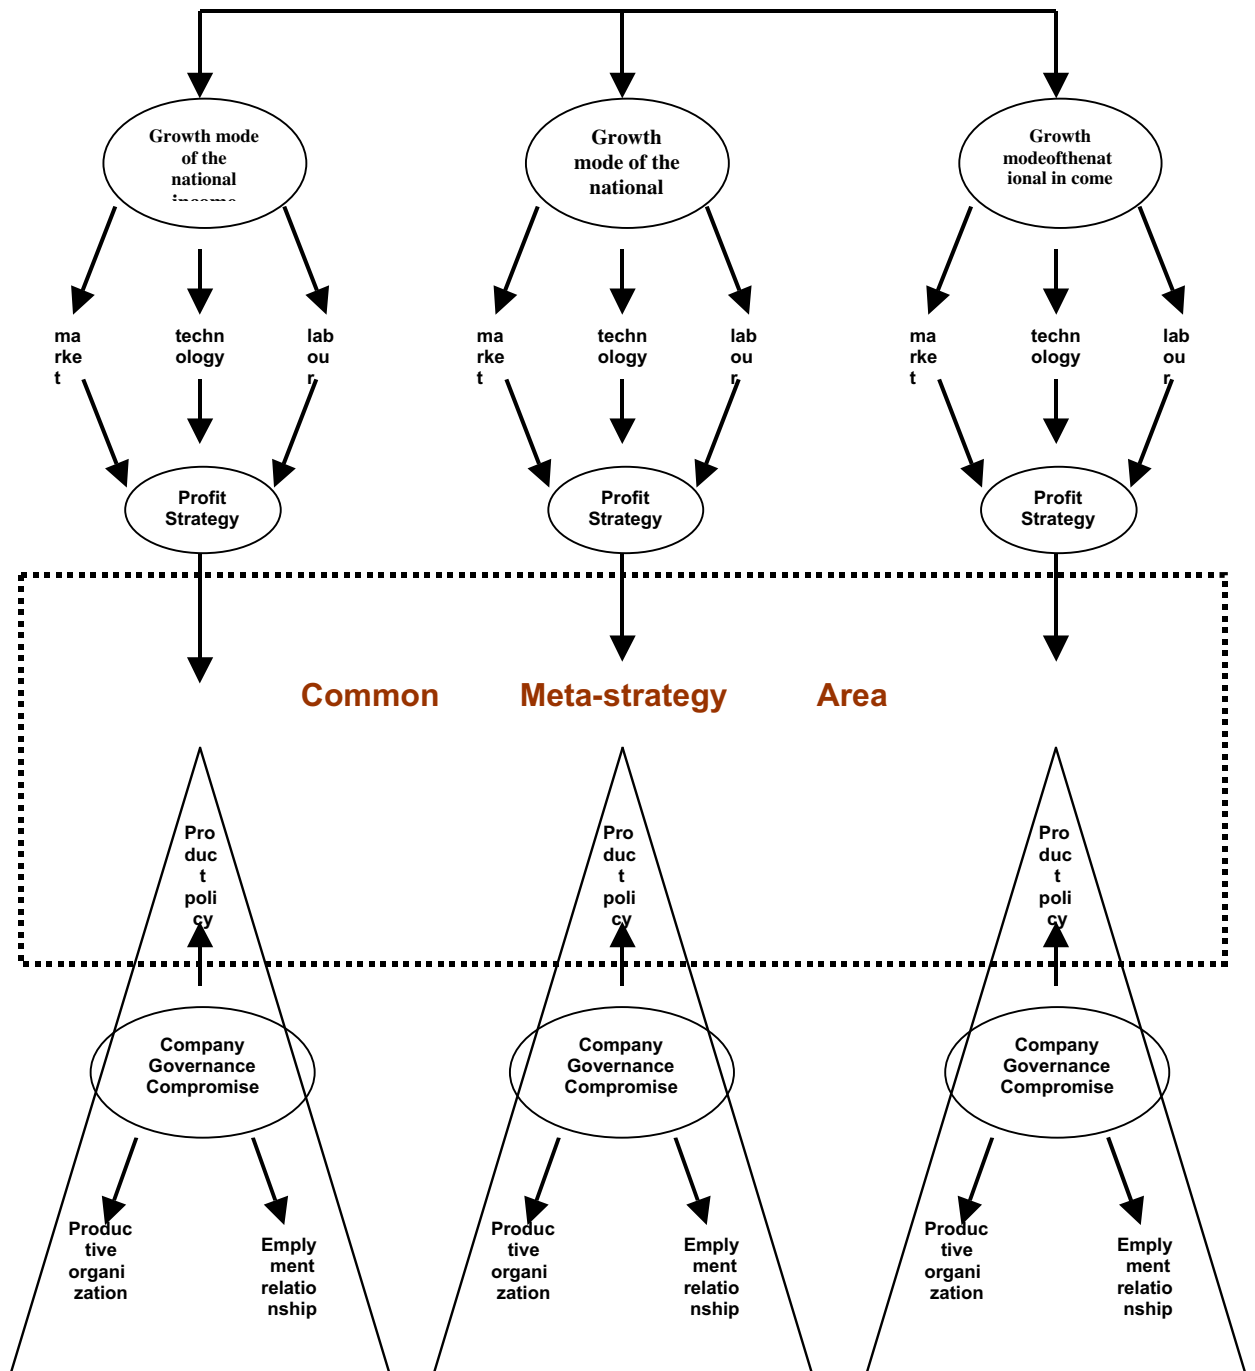 Growth mode
of the
national
income
Growth
mode of the
national
Growth
modeofthenat
ional in come
ma
rke
t
techn
ology
lab
ou
r
ma
rke
t
techn
ology
lab
ou
r
ma
rke
t
techn
ology
lab
ou
r
Profit
Strategy
Profit
Strategy
Profit
Strategy
Common Meta-strategy Area
Pro
duc
t
poli
cy
Pro
duc
t
poli
cy
Pro
duc
t
poli
cy
Company
Governance
Compromise
Company
Governance
Compromise
Company
Governance
Compromise
Produc
tive
organi
zation
Emply
ment
relatio
nship
Produc
tive
organi
zation
Emply
ment
relatio
nship
Produc
tive
organi
zation
Emply
ment
relatio
nship